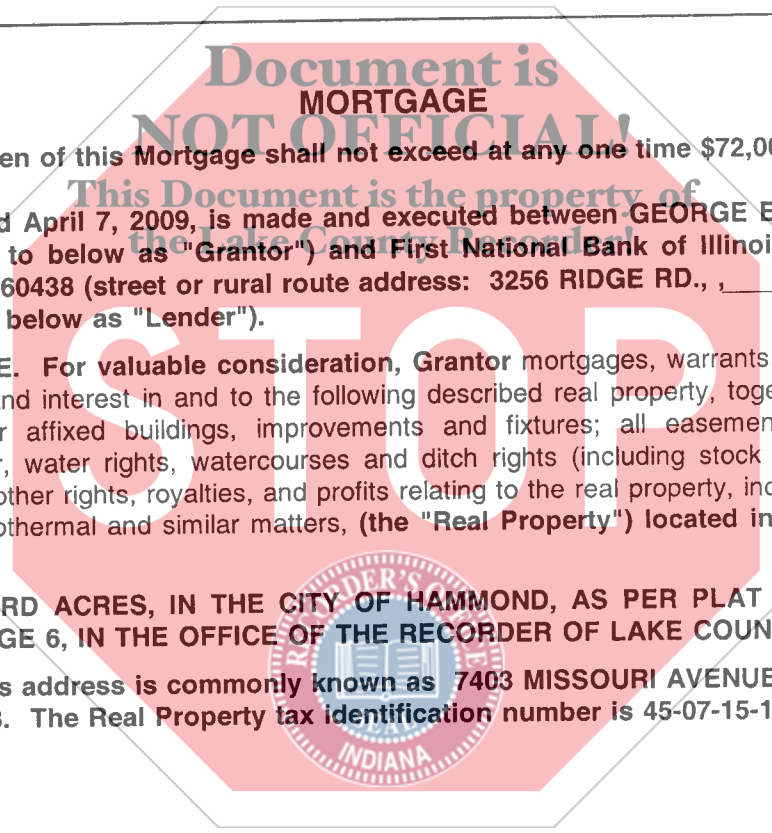 Document is
MORTGAGE
NOT OFFICIAL!
en of this Mortgage shall not exceed at any one time $72,00
This Document is the property of
d April 7, 2009, is made and executed between GEORGE E
the Lake County Recorder!
to below as "Grantor") and First National Bank of Illinoi
60438 (street or rural route address: 3256 RIDGE RD., ,____
below as "Lender").
STOP
E. For valuable consideration, Grantor mortgages, warrants
nd interest in and to the following described real property, toge
r affixed buildings, improvements and fixtures; all easemen
, water rights, watercourses and ditch rights (including stock
other rights, royalties, and profits relating to the real property, inc
othermal and similar matters, (the "Real Property") located in
RD ACRES, IN THE CITY OF HAMMOND, AS PER PLAT
GE 6, IN THE OFFICE OF THE RECORDER OF LAKE COUN
s address is commonly known as 7403 MISSOURI AVENUE
. The Real Property tax identification number is 45-07-15-1
RECORDER'S OFFICE
SEAL
INDIANA